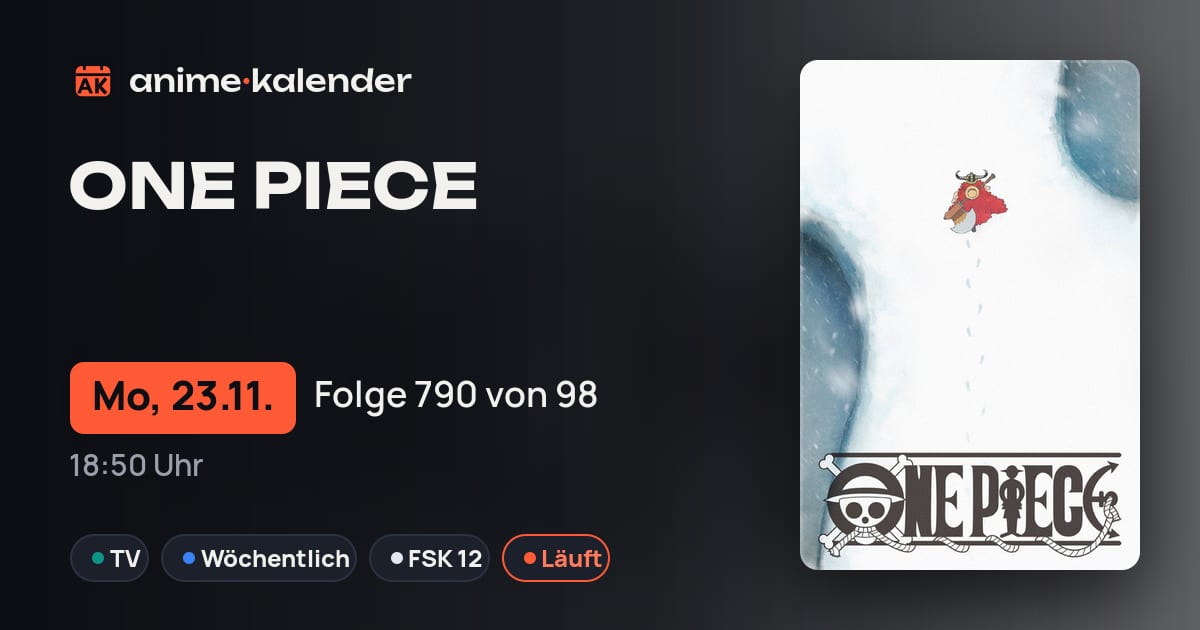 AK
anime·kalender
ONE PIECE
Mo, 23.11.
Folge 790 von 98
18:50 Uhr
TV
Wöchentlich
FSK 12
Läuft
ONE PIECE